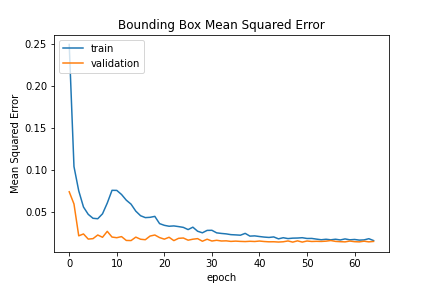 Bounding Box Mean Squared Error
train
validation
Mean Squared Error
0.25
0.20
0.15
0.10
0.05
0 10 20 30 40 50 60
epoch